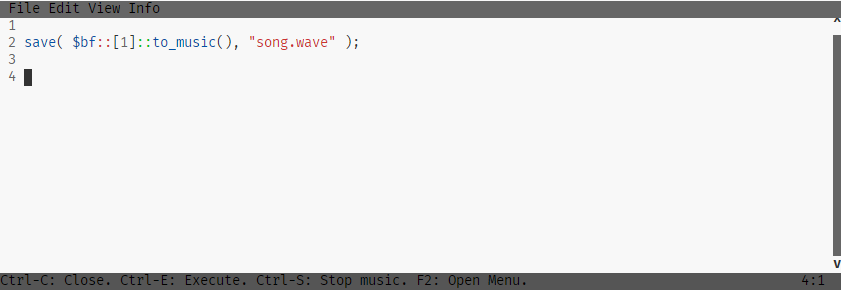 File Edit View Info
1
2 save( $bf::[1]::to_music(), "song.wave" );
3
4
Ctrl-C: Close. Ctrl-E: Execute. Ctrl-S: Stop music. F2: Open Menu. 4:1